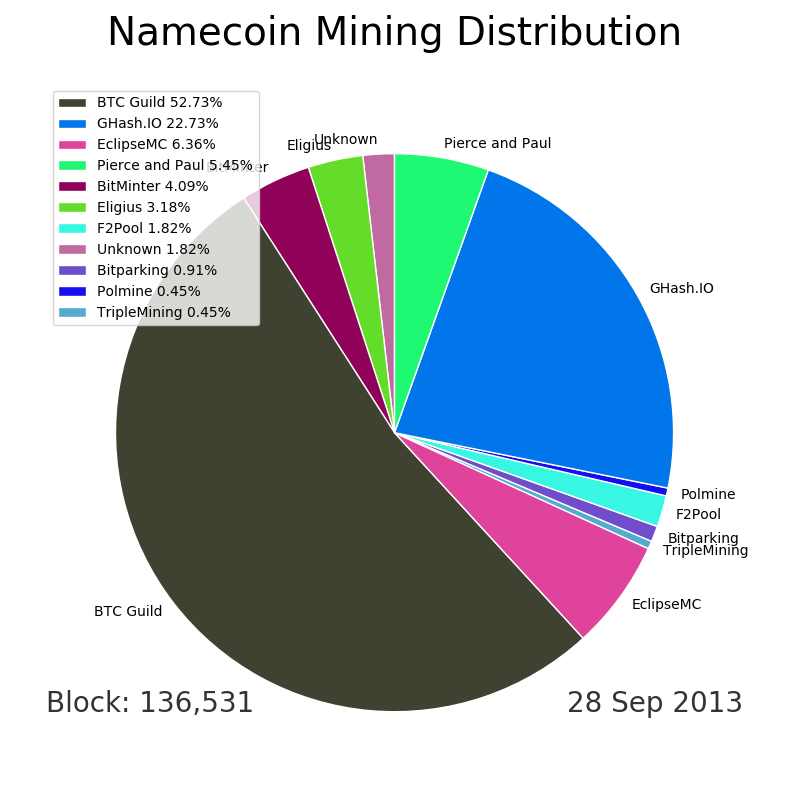 Namecoin Mining Distribution
BTC Guild 52.73%
GHash.IO 22.73%
EclipseMC 6.36%
Pierce and Paul 5.45%
BitMinter 4.09%
Eligius 3.18%
F2Pool 1.82%
Unknown 1.82%
Bitparking 0.91%
Polmine 0.45%
TripleMining 0.45%
BitMinter
Eligius
Unknown
Pierce and Paul
GHash.IO
Polmine
F2Pool
Bitparking
TripleMining
EclipseMC
BTC Guild
Block: 136,531
28 Sep 2013